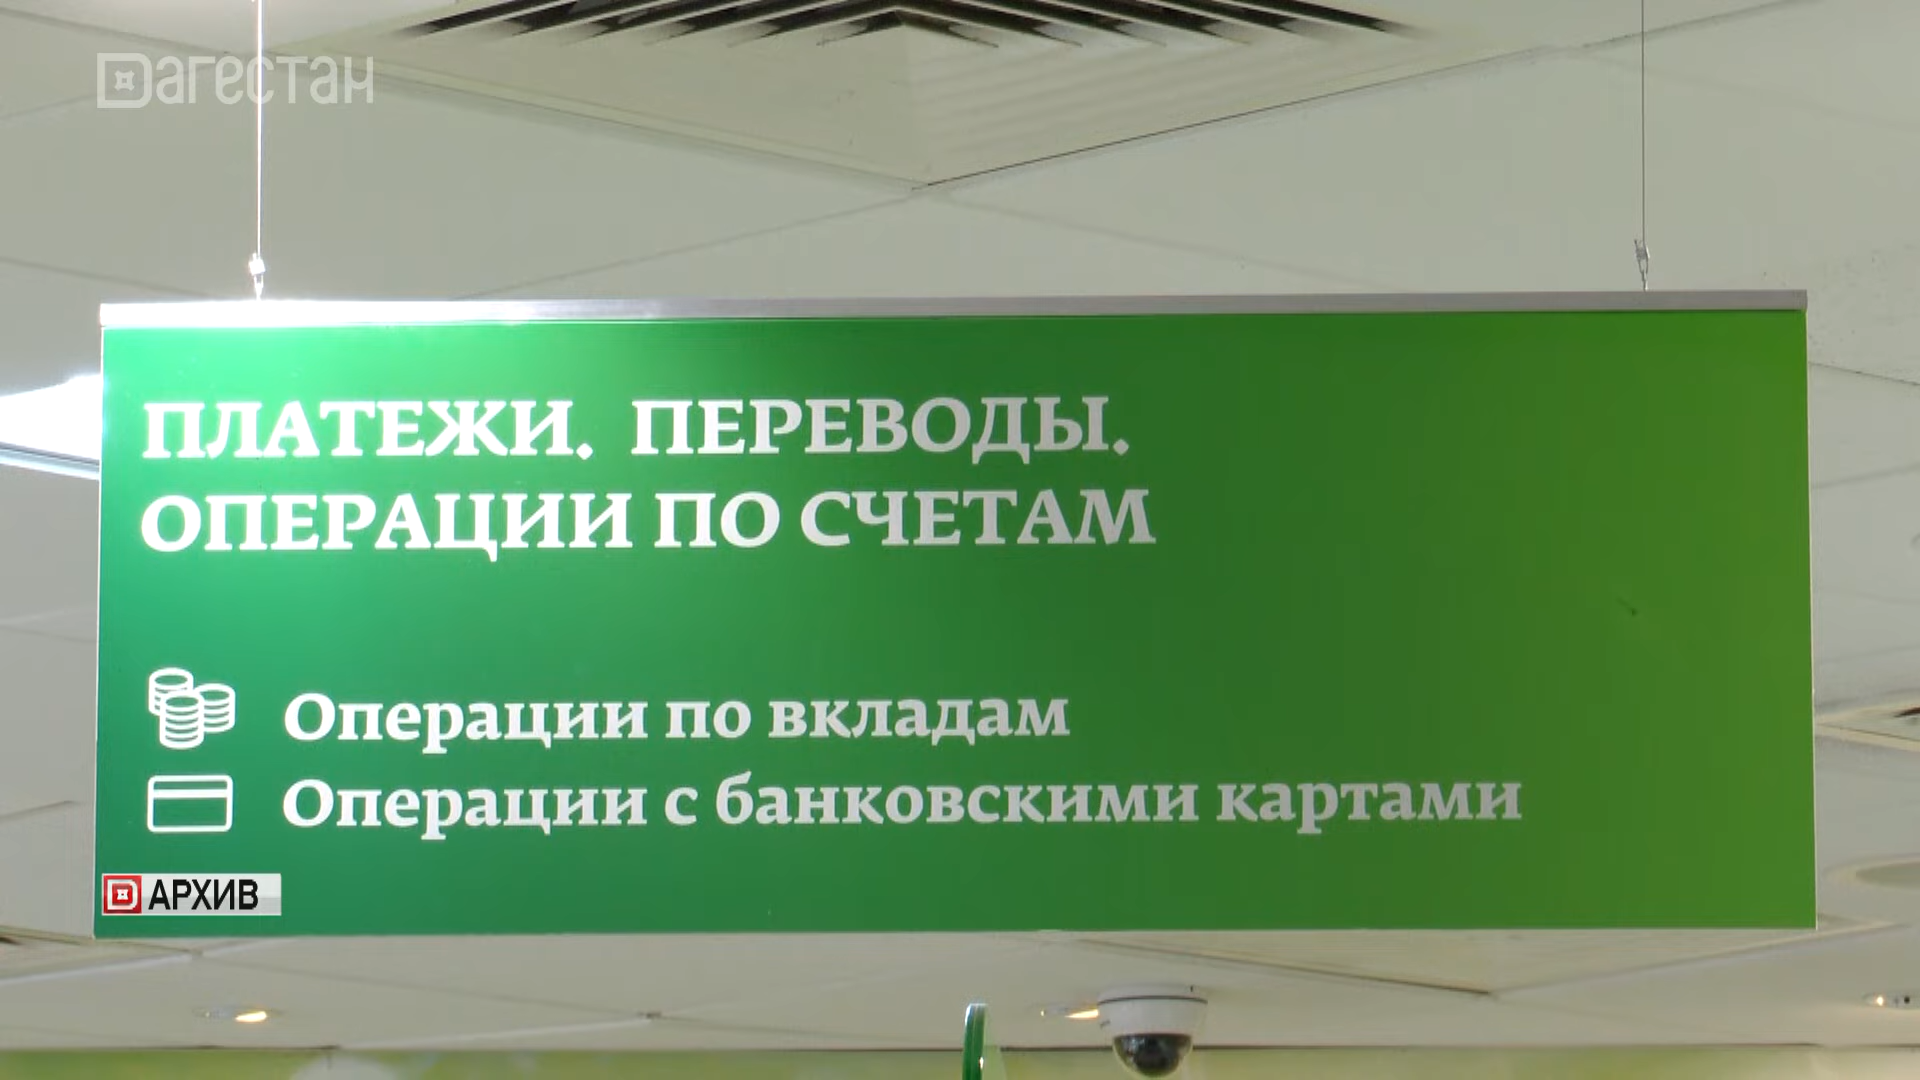 Дагестан
ПЛАТЕЖИ. ПЕРЕВОДЫ.
ОПЕРАЦИИ ПО СЧЕТАМ
Операции по вкладам
Операции с банковскими картами
АРХИВ